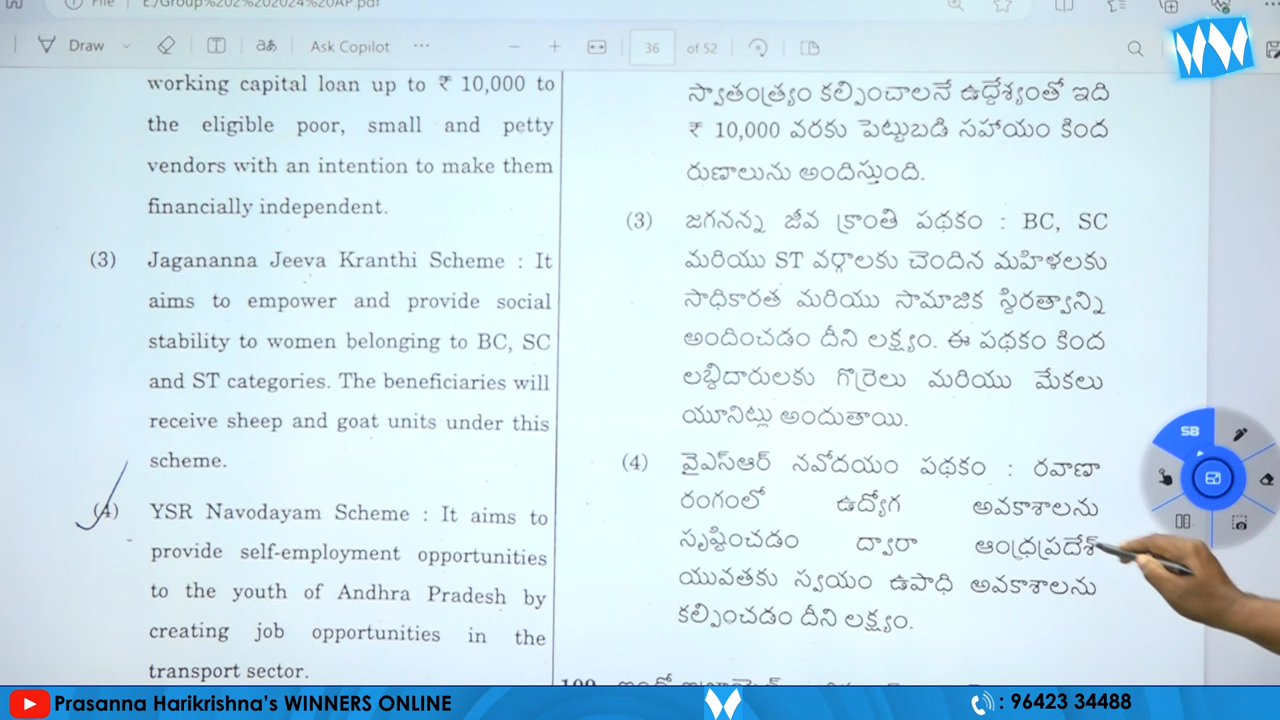 File
E:/Group%202%202024%20AP.pdf
Draw
Ask Copilot
36 of 52
working capital loan up to ₹ 10,000 to
the eligible poor, small and petty
vendors with an intention to make them
financially independent.
(3) Jagananna Jeeva Kranthi Scheme : It
aims to empower and provide social
stability to women belonging to BC, SC
and ST categories. The beneficiaries will
receive sheep and goat units under this
scheme.
(4) YSR Navodayam Scheme : It aims to
provide self-employment opportunities
to the youth of Andhra Pradesh by
creating job opportunities in the
transport sector.
స్వాతంత్ర్యం కల్పించాలనే ఉద్దేశ్యంతో ఇది
₹ 10,000 వరకు పెట్టుబడి సహాయం కింద
రుణాలును అందిస్తుంది.
(3) జగనన్న జీవ క్రాంతి పథకం : BC, SC
మరియు ST వర్గాలకు చెందిన మహిళలకు
సాధికారత మరియు సామాజిక స్థిరత్వాన్ని
అందించడం దీని లక్ష్యం. ఈ పథకం కింద
లబ్ధిదారులకు గొర్రెలు మరియు మేకలు
యూనిట్లు అందుతాయి.
(4) వైఎస్ఆర్ నవోదయం పథకం : రవాణా
రంగంలో ఉద్యోగ అవకాశాలను
సృష్టించడం ద్వారా ఆంధ్రప్రదేశ్
యువతకు స్వయం ఉపాధి అవకాశాలను
కల్పించడం దీని లక్ష్యం.
SB
Prasanna Harikrishna's WINNERS ONLINE
: 96423 34488